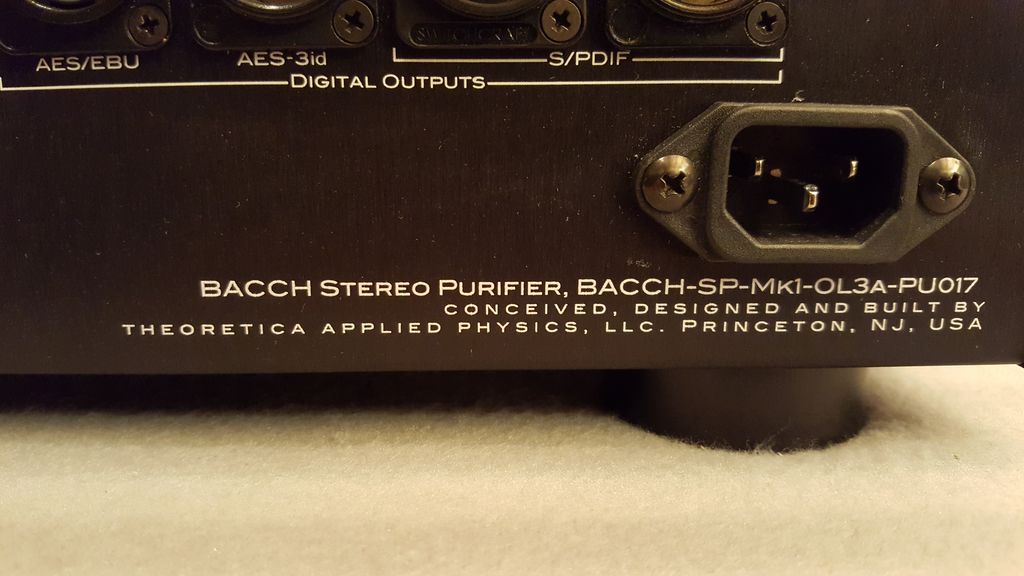 SWITCHCRAFT
AES/EBU
AES-3id
S/PDIF
DIGITAL OUTPUTS
BACCH STEREO PURIFIER, BACCH-SP-MK1-OL3A-PU017
CONCEIVED, DESIGNED AND BUILT BY
THEORETICA APPLIED PHYSICS, LLC. PRINCETON, NJ, USA